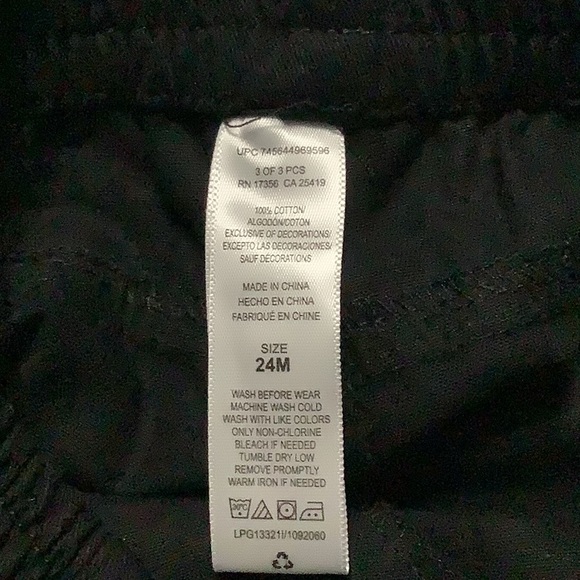 UPC 745644969596
3 OF 3 PCS
RN 17356 CA 25419
100% COTTON/
ALGODÓN/COTON
EXCLUSIVE OF DECORATIONS/
EXCEPTO LAS DECORACIONES/
SAUF DÉCORATIONS
MADE IN CHINA
HECHO EN CHINA
FABRIQUÉ EN CHINE
SIZE
24M
WASH BEFORE WEAR
MACHINE WASH COLD
WASH WITH LIKE COLORS
ONLY NON-CHLORINE
BLEACH IF NEEDED
TUMBLE DRY LOW
REMOVE PROMPTLY
WARM IRON IF NEEDED
30°C
LPG13321I/1092060